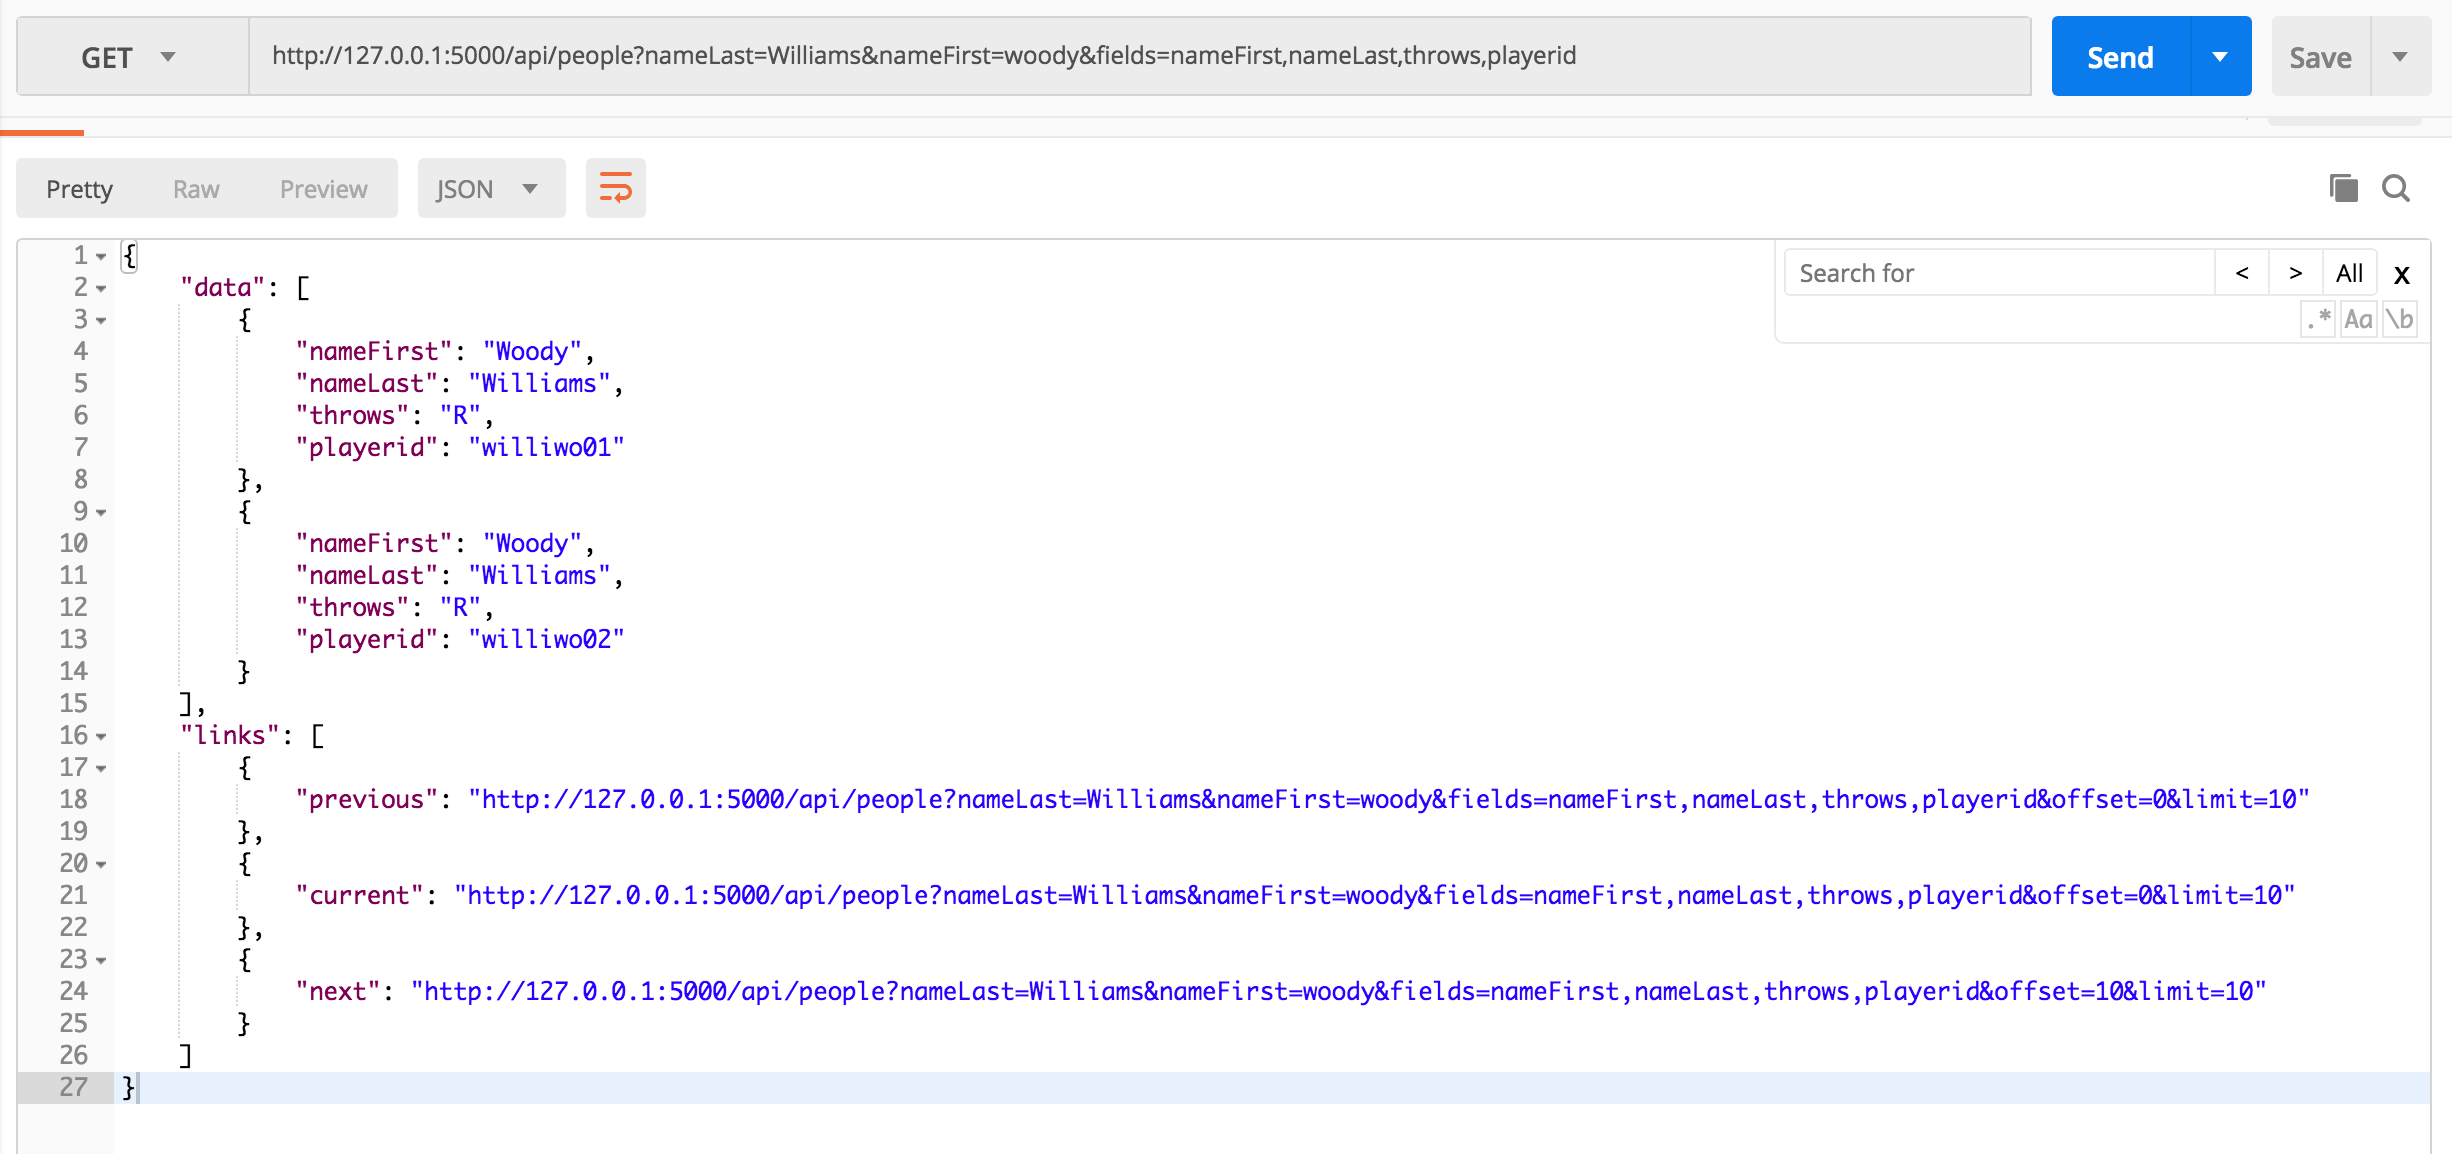 GET http://127.0.0.1:5000/api/people?nameLast=Williams&nameFirst=woody&fields=nameFirst,nameLast,throws,playerid Send Save
Pretty Raw Preview JSON
Search for < > All X
.* Aa \b
1 {
2 "data": [
3 {
4 "nameFirst": "Woody",
5 "nameLast": "Williams",
6 "throws": "R",
7 "playerid": "williwo01"
8 },
9 {
10 "nameFirst": "Woody",
11 "nameLast": "Williams",
12 "throws": "R",
13 "playerid": "williwo02"
14 }
15 ],
16 "links": [
17 {
18 "previous": "http://127.0.0.1:5000/api/people?nameLast=Williams&nameFirst=woody&fields=nameFirst,nameLast,throws,playerid&offset=0&limit=10"
19 },
20 {
21 "current": "http://127.0.0.1:5000/api/people?nameLast=Williams&nameFirst=woody&fields=nameFirst,nameLast,throws,playerid&offset=0&limit=10"
22 },
23 {
24 "next": "http://127.0.0.1:5000/api/people?nameLast=Williams&nameFirst=woody&fields=nameFirst,nameLast,throws,playerid&offset=10&limit=10"
25 }
26 ]
27 }